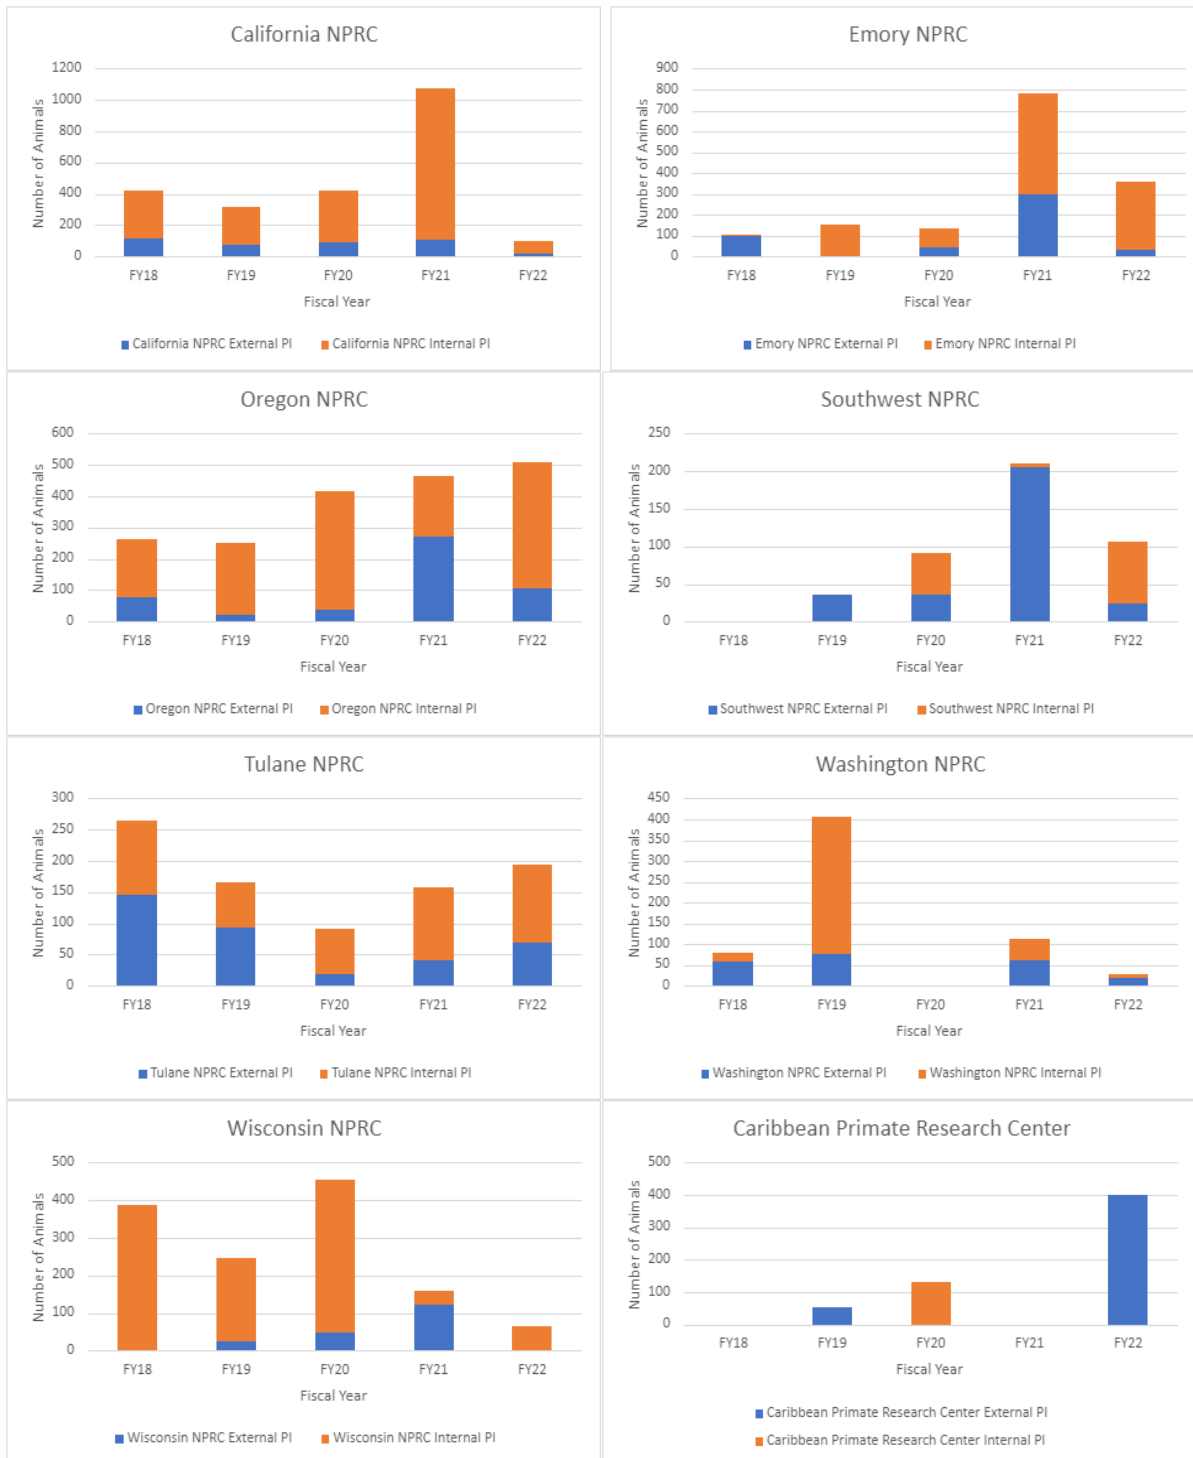 California NPRC
Number of Animals
1200
1000
800
600
400
200
0
FY18 FY19 FY20 FY21 FY22
Fiscal Year
California NPRC External PI California NPRC Internal PI
Emory NPRC
Number of Animals
900
800
700
600
500
400
300
200
100
0
FY18 FY19 FY20 FY21 FY22
Fiscal Year
Emory NPRC External PI Emory NPRC Internal PI
Oregon NPRC
Number of Animals
600
500
400
300
200
100
0
FY18 FY19 FY20 FY21 FY22
Fiscal Year
Oregon NPRC External PI Oregon NPRC Internal PI
Southwest NPRC
Number of Animals
250
200
150
100
50
0
FY18 FY19 FY20 FY21 FY22
Fiscal Year
Southwest NPRC External PI Southwest NPRC Internal PI
Tulane NPRC
Number of Animals
300
250
200
150
100
50
0
FY18 FY19 FY20 FY21 FY22
Fiscal Year
Tulane NPRC External PI Tulane NPRC Internal PI
Washington NPRC
Number of Animals
450
400
350
300
250
200
150
100
50
0
FY18 FY19 FY20 FY21 FY22
Fiscal Year
Washington NPRC External PI Washington NPRC Internal PI
Wisconsin NPRC
Number of Animals
500
400
300
200
100
0
FY18 FY19 FY20 FY21 FY22
Fiscal Year
Wisconsin NPRC External PI Wisconsin NPRC Internal PI
Caribbean Primate Research Center
Number of Animals
500
400
300
200
100
0
FY18 FY19 FY20 FY21 FY22
Fiscal Year
Caribbean Primate Research Center External PI
Caribbean Primate Research Center Internal PI